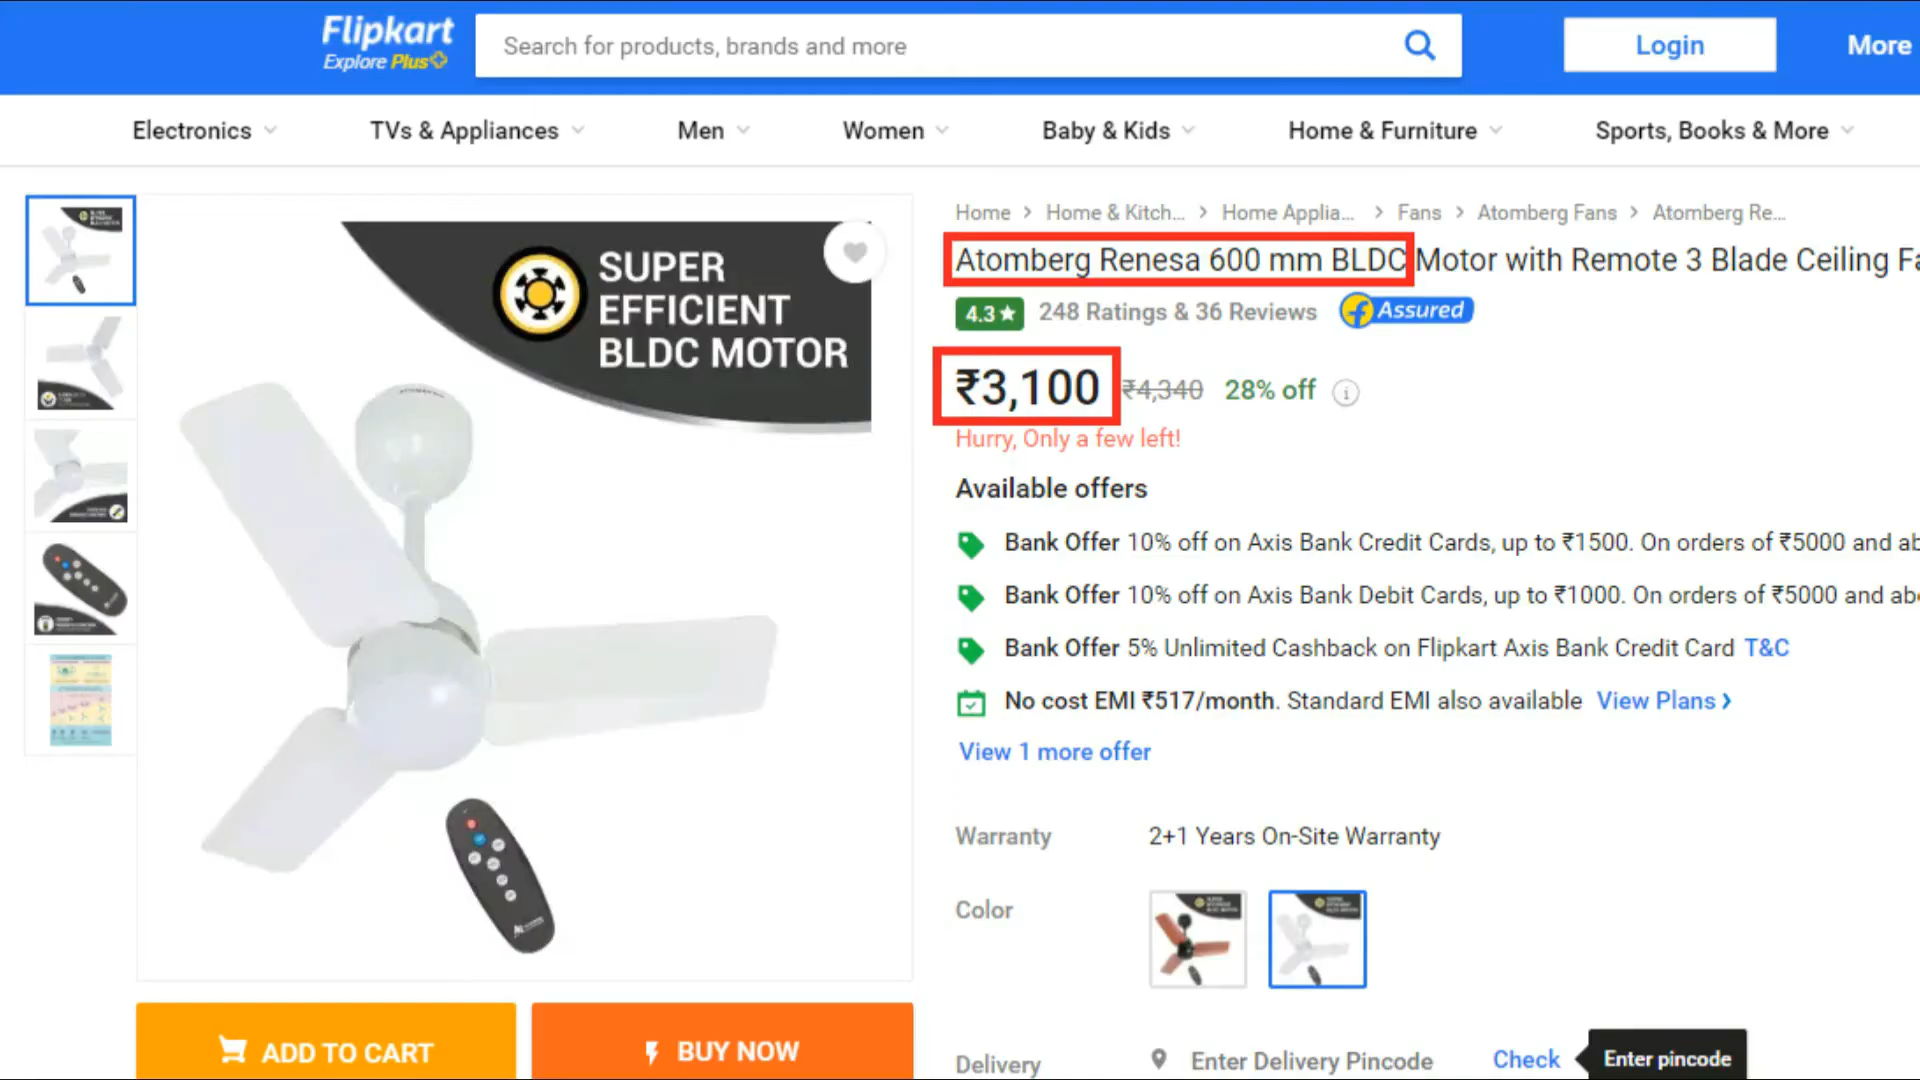 Flipkart
Explore Plus
Search for products, brands and more
Login
More
Electronics
TVs & Appliances
Men
Women
Baby & Kids
Home & Furniture
Sports, Books & More
SUPER
EFFICIENT
BLDC MOTOR
Home > Home & Kitch... > Home Applia... > Fans > Atomberg Fans > Atomberg Re...
Atomberg Renesa 600 mm BLDC Motor with Remote 3 Blade Ceiling Fa
4.3★ 248 Ratings & 36 Reviews Assured
₹3,100 ₹4,340 28% off i
Hurry, Only a few left!
Available offers
Bank Offer 10% off on Axis Bank Credit Cards, up to ₹1500. On orders of ₹5000 and ab
Bank Offer 10% off on Axis Bank Debit Cards, up to ₹1000. On orders of ₹5000 and abo
Bank Offer 5% Unlimited Cashback on Flipkart Axis Bank Credit Card T&C
No cost EMI ₹517/month. Standard EMI also available View Plans >
View 1 more offer
Warranty 2+1 Years On-Site Warranty
Color
ADD TO CART
BUY NOW
Delivery Enter Delivery Pincode Check Enter pincode